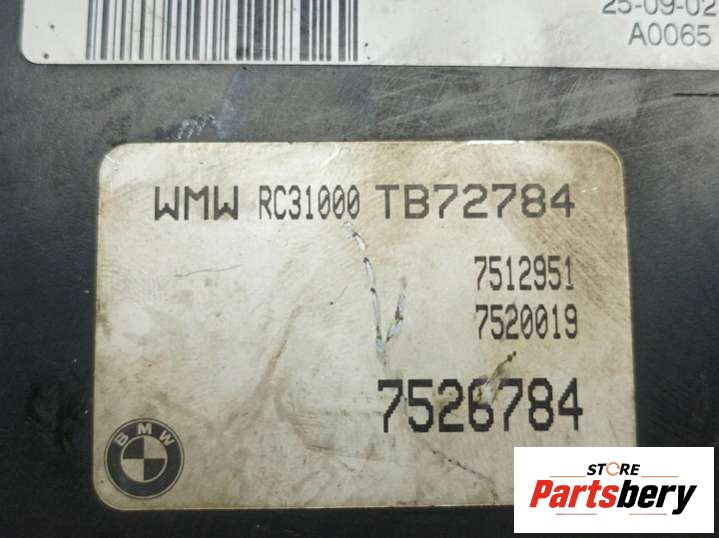 25-09-02
A0065
WMW RC31000 TB72784
7512951
7520019
7526784
BMW
STORE
Partsbery